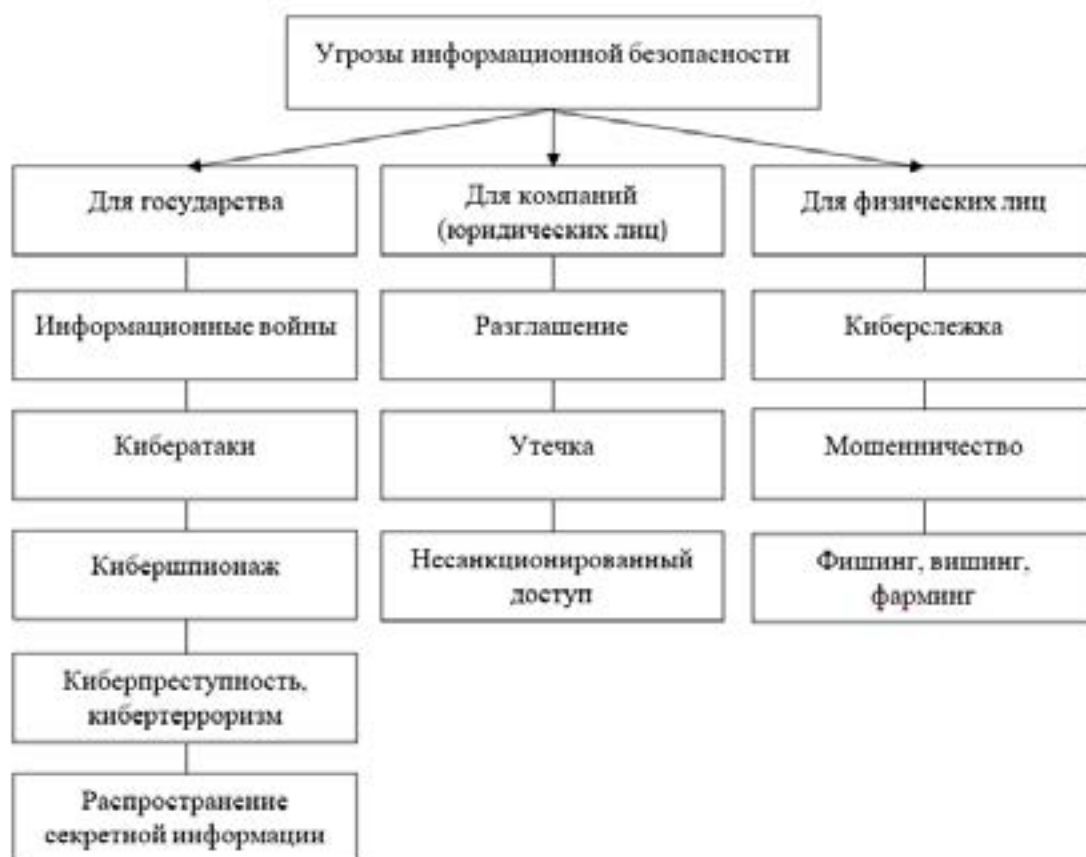 Угрозы информационной безопасности
Для государства
Информационные войны
Кибератаки
Кибершпионаж
Киберпреступность,
кибертерроризм
Распространение
секретной информации
Для компаний
(юридических лиц)
Разглашение
Утечка
Несанкционированный
доступ
Для физических лиц
Киберслежка
Мошенничество
Фишинг, вишинг,
фарминг